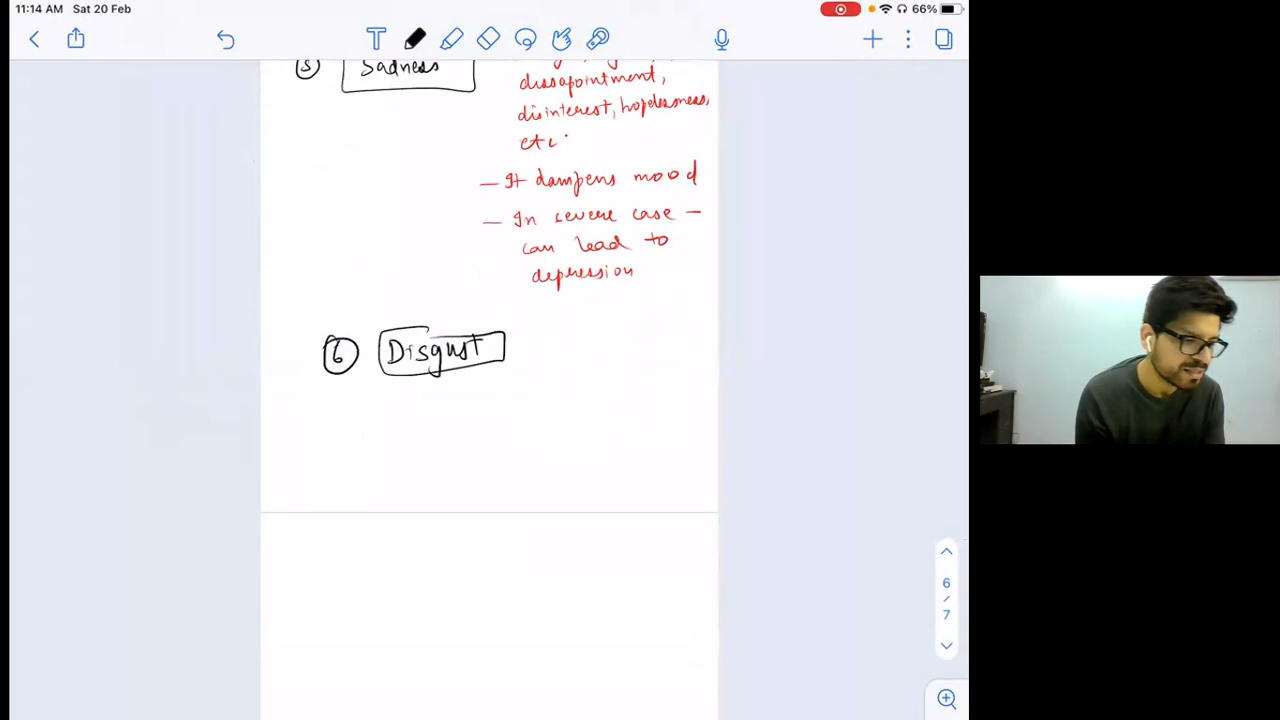 11:14 AM Sat 20 Feb
66%
T
5 Sadness
dissapointment,
disinterest, hopelessness,
etc.
— It dampens mood
— In severe case —
can lead to
depression
6 Disgust
6
/
7